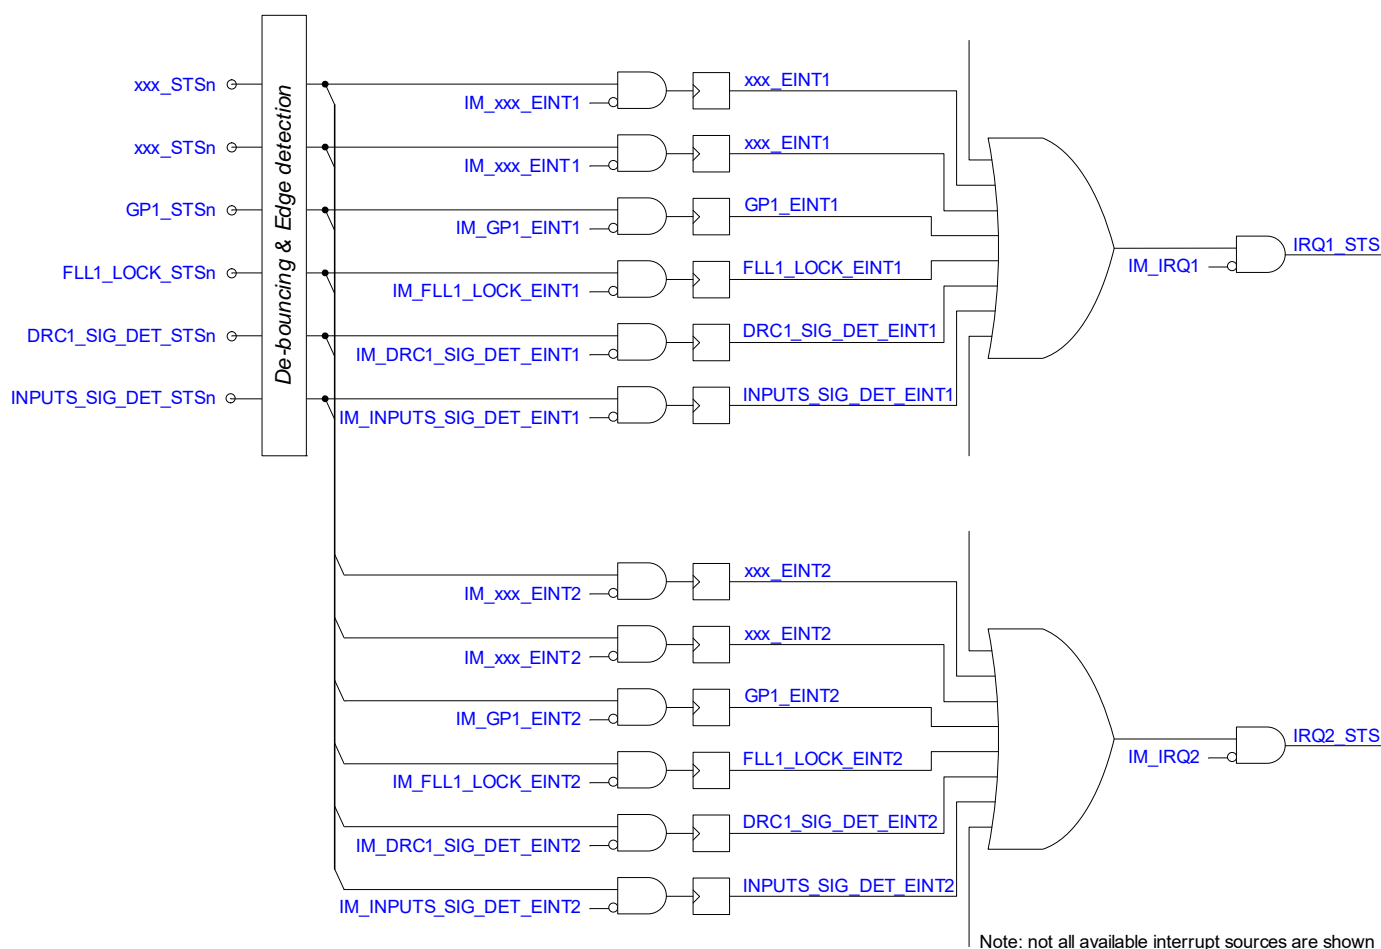 xxx_STSn
xxx_STSn
GP1_STSn
FLL1_LOCK_STSn
DRC1_SIG_DET_STSn
INPUTS_SIG_DET_STSn
De-bouncing & Edge detection
IM_xxx_EINT1
xxx_EINT1
IM_xxx_EINT1
xxx_EINT1
IM_GP1_EINT1
GP1_EINT1
IM_FLL1_LOCK_EINT1
FLL1_LOCK_EINT1
IM_DRC1_SIG_DET_EINT1
DRC1_SIG_DET_EINT1
IM_INPUTS_SIG_DET_EINT1
INPUTS_SIG_DET_EINT1
IM_IRQ1
IRQ1_STS
IM_xxx_EINT2
xxx_EINT2
IM_xxx_EINT2
xxx_EINT2
IM_GP1_EINT2
GP1_EINT2
IM_FLL1_LOCK_EINT2
FLL1_LOCK_EINT2
IM_DRC1_SIG_DET_EINT2
DRC1_SIG_DET_EINT2
IM_INPUTS_SIG_DET_EINT2
INPUTS_SIG_DET_EINT2
IM_IRQ2
IRQ2_STS
Note: not all available interrupt sources are shown